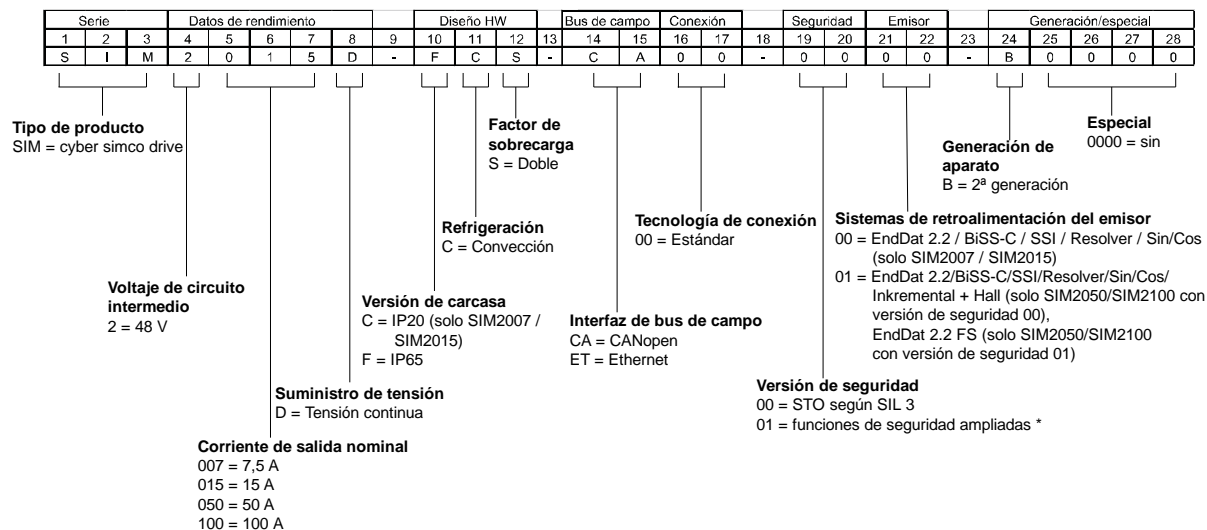 Serie Datos de rendimiento Diseño HW Bus de campo Conexión Seguridad Emisor Generación/especial
1 2 3 4 5 6 7 8 9 10 11 12 13 14 15 16 17 18 19 20 21 22 23 24 25 26 27 28
S I M 2 0 1 5 D - F C S - C A 0 0 - 0 0 0 0 - B 0 0 0 0
Tipo de producto
SIM = cyber simco drive
Voltaje de circuito
intermedio
2 = 48 V
Corriente de salida nominal
007 = 7,5 A
015 = 15 A
050 = 50 A
100 = 100 A
Suministro de tensión
D = Tensión continua
Versión de carcasa
C = IP20 (solo SIM2007 /
SIM2015)
F = IP65
Refrigeración
C = Convección
Factor de
sobrecarga
S = Doble
Interfaz de bus de campo
CA = CANopen
ET = Ethernet
Tecnología de conexión
00 = Estándar
Versión de seguridad
00 = STO según SIL 3
01 = funciones de seguridad ampliadas *
Sistemas de retroalimentación del emisor
00 = EndDat 2.2 / BiSS-C / SSI / Resolver / Sin/Cos
(solo SIM2007 / SIM2015)
01 = EndDat 2.2/BiSS-C/SSI/Resolver/Sin/Cos/
Inkremental + Hall (solo SIM2050/SIM2100 con
versión de seguridad 00),
EndDat 2.2 FS (solo SIM2050/SIM2100
con versión de seguridad 01)
Generación de
aparato
B = 2ª generación
Especial
0000 = sin